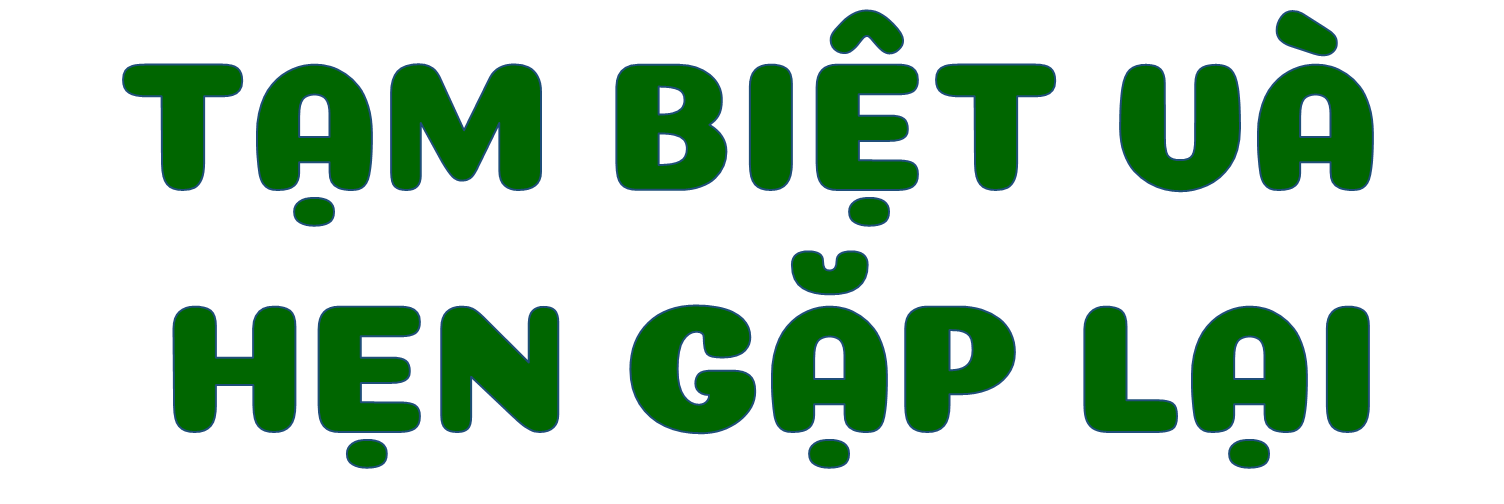 TẠM BIỆT VÀ
HẸN GẶP LẠI